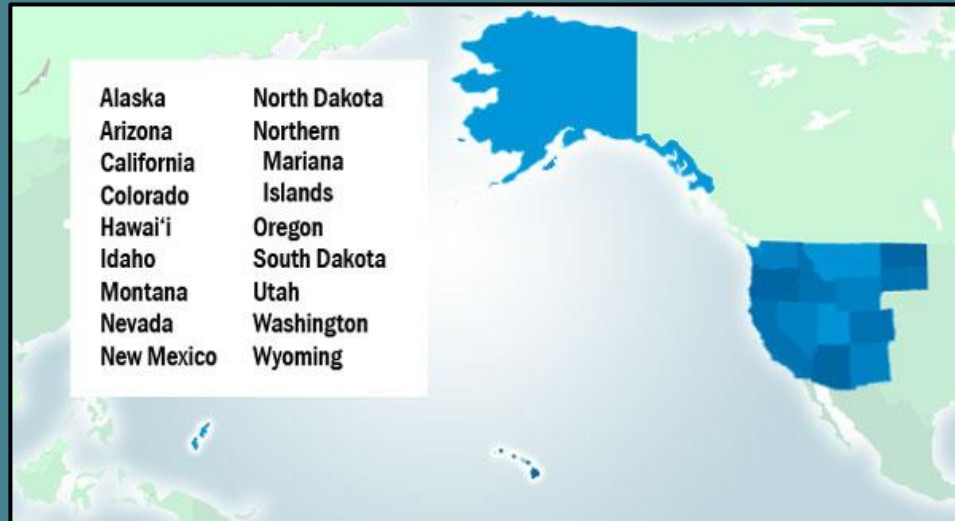 Alaska
Arizona
California
Colorado
Hawai‘i
Idaho
Montana
Nevada
New Mexico
North Dakota
Northern
Mariana
Islands
Oregon
South Dakota
Utah
Washington
Wyoming